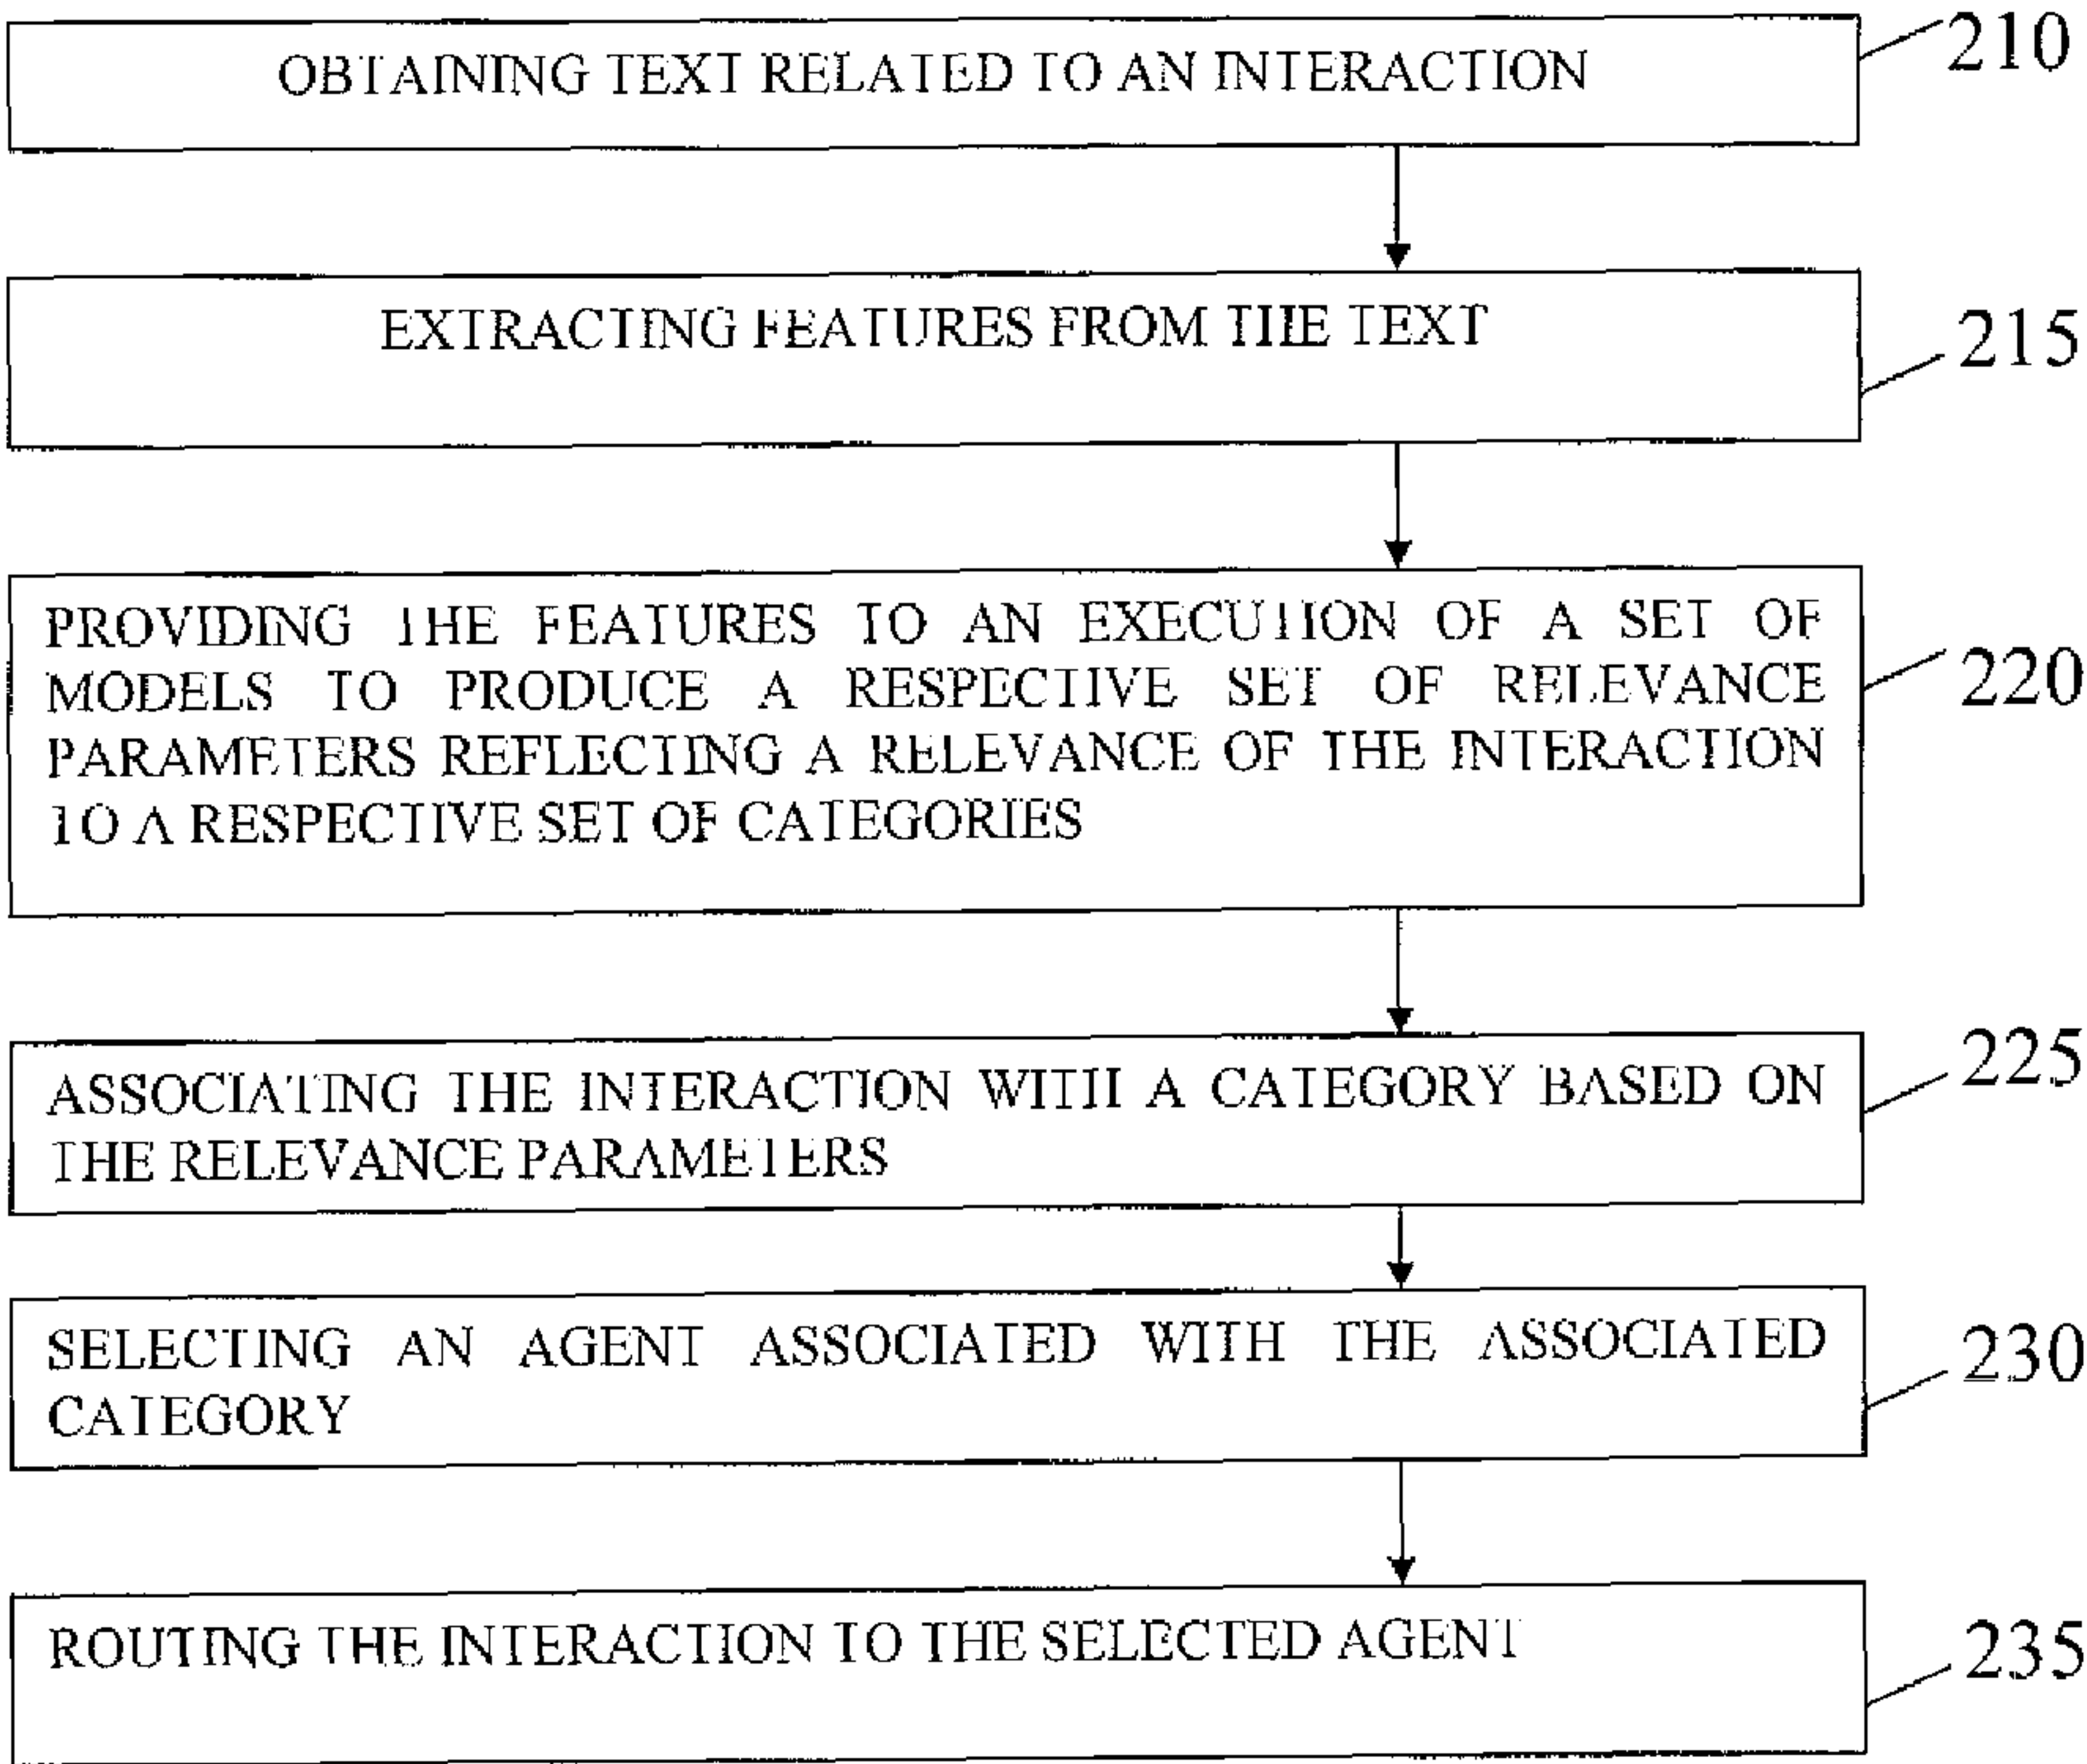 OBTAINING TEXT RELATED TO AN INTERACTION
210
EXTRACTING FEATURES FROM THE TEXT
215
PROVIDING THE FEATURES TO AN EXECUTION OF A SET OF
MODELS TO PRODUCE A RESPECTIVE SET OF RELEVANCE
PARAMETERS REFLECTING A RELEVANCE OF THE INTERACTION
TO A RESPECTIVE SET OF CATEGORIES
220
ASSOCIATING THE INTERACTION WITH A CATEGORY BASED ON
THE RELEVANCE PARAMETERS
225
SELECTING AN AGENT ASSOCIATED WITH THE ASSOCIATED
CATEGORY
230
ROUTING THE INTERACTION TO THE SELECTED AGENT
235